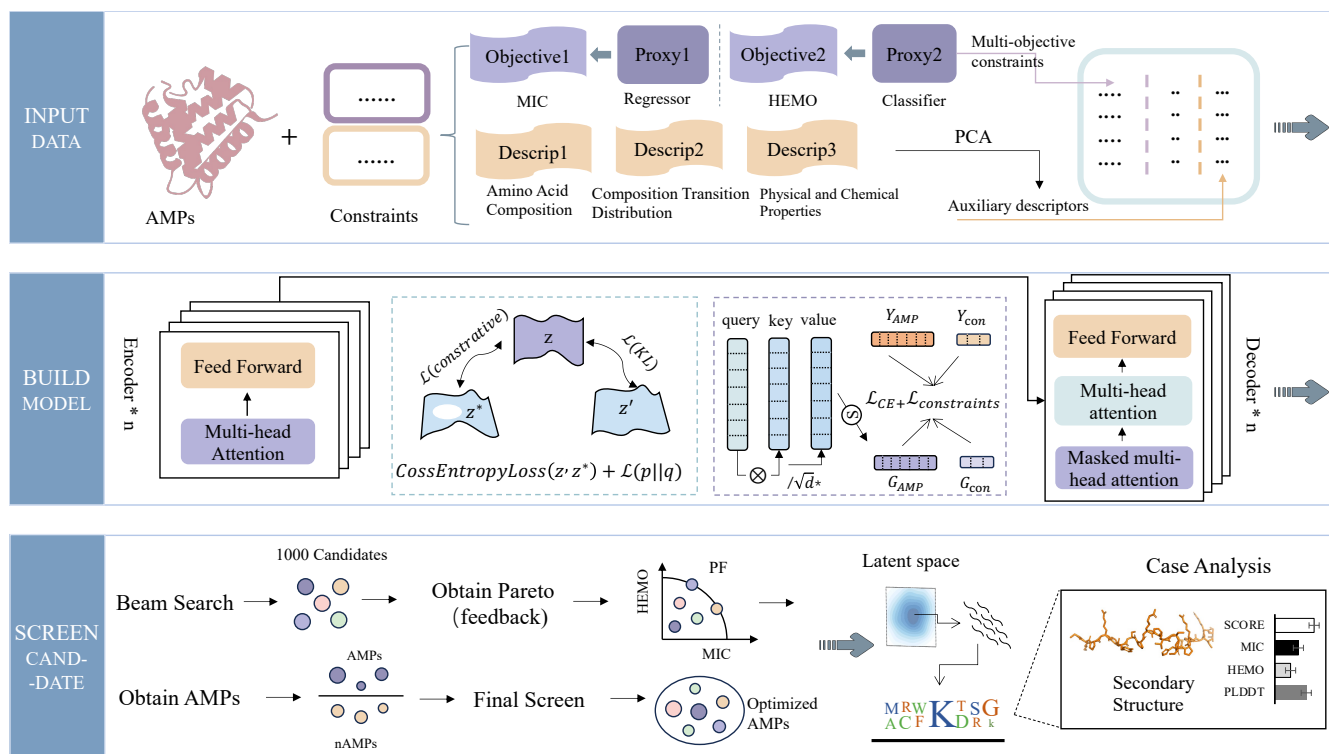 INPUT
DATA
AMPs
+
......
......
Constraints
Objective1
Proxy1
Objective2
Proxy2
MIC
Regressor
HEMO
Classifier
Multi-objective
constraints
Descrip1
Descrip2
Descrip3
Amino Acid
Composition
Composition Transition
Distribution
Physical and Chemical
Properties
PCA
Auxiliary descriptors
BUILD
MODEL
Encoder * n
Feed Forward
Multi-head
Attention
ℒ(constrative)
z
ℒ(KL)
z*
z′
CossEntropyLoss(z, z*) + ℒ(p||q)
query key value
⊗
/√d*
S
Y_AMP
Y_con
ℒ_CE+ℒ_constraints
G_AMP
G_con
Feed Forward
Multi-head
attention
Masked multi-
head attention
Decoder * n
SCREEN
CAND-
-DATE
Beam Search
1000 Candidates
Obtain Pareto
(feedback)
HEMO
PF
MIC
Obtain AMPs
AMPs
nAMPs
Final Screen
Optimized
AMPs
Latent space
M R W K T S G
A C F D R k
Case Analysis
Secondary
Structure
SCORE
MIC
HEMO
PLDDT